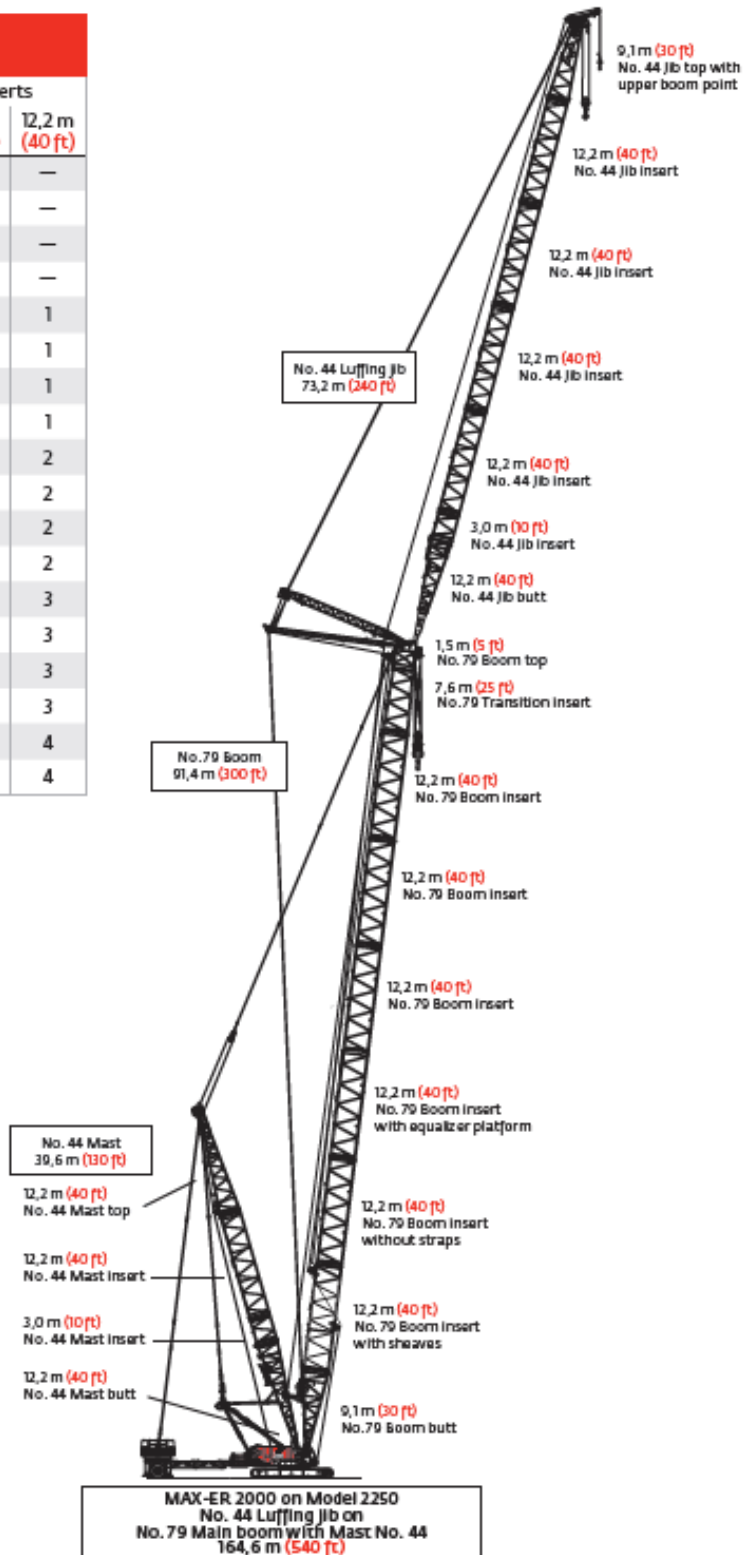 erts
12,2 m
(40 ft)
—
—
—
—
1
1
1
1
2
2
2
2
3
3
3
3
4
4
9,1 m (30 ft)
No. 44 Jib top with
upper boom point
12,2 m (40 ft)
No. 44 Jib insert
12,2 m (40 ft)
No. 44 Jib insert
12,2 m (40 ft)
No. 44 Jib insert
No. 44 Luffing jib
73,2 m (240 ft)
12,2 m (40 ft)
No. 44 Jib insert
3,0 m (10 ft)
No. 44 Jib insert
12,2 m (40 ft)
No. 44 Jib butt
1,5 m (5 ft)
No. 79 Boom top
7,6 m (25 ft)
No.79 Transition insert
No.79 Boom
91,4 m (300 ft)
12,2 m (40 ft)
No. 79 Boom insert
12,2 m (40 ft)
No. 79 Boom insert
12,2 m (40 ft)
No. 79 Boom insert
12,2 m (40 ft)
No. 79 Boom insert
with equalizer platform
No. 44 Mast
39,6 m (130 ft)
12,2 m (40 ft)
No. 44 Mast top
12,2 m (40 ft)
No. 44 Mast insert
3,0 m (10 ft)
No. 44 Mast insert
12,2 m (40 ft)
No. 44 Mast butt
12,2 m (40 ft)
No. 79 Boom insert
without straps
12,2 m (40 ft)
No. 79 Boom insert
with sheaves
9,1 m (30 ft)
No.79 Boom butt
MAX-ER 2000 on Model 2250
No. 44 Luffing jib on
No. 79 Main boom with Mast No. 44
164,6 m (540 ft)